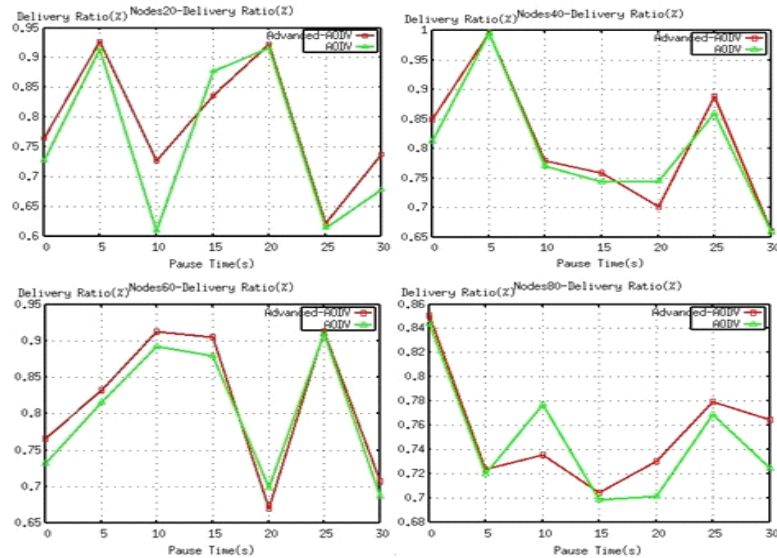 Delivery Ratio(%) Nodes20-Delivery Ratio(%)
0.95
0.9
0.85
0.8
0.75
0.7
0.65
0.6
Advanced-AODV
AODV
0 5 10 15 20 25 30
Pause Time(s)
Delivery Ratio(%) Nodes40-Delivery Ratio(%)
1
0.95
0.9
0.85
0.8
0.75
0.7
0.65
Advanced-AODV
AODV
0 5 10 15 20 25 30
Pause Time(s)
Delivery Ratio(%) Nodes60-Delivery Ratio(%)
0.95
0.9
0.85
0.8
0.75
0.7
0.65
Advanced-AODV
AODV
0 5 10 15 20 25 30
Pause Time(s)
Delivery Ratio(%) Nodes80-Delivery Ratio(%)
0.86
0.84
0.82
0.8
0.78
0.76
0.74
0.72
0.7
0.68
Advanced-AODV
AODV
0 5 10 15 20 25 30
Pause Time(s)